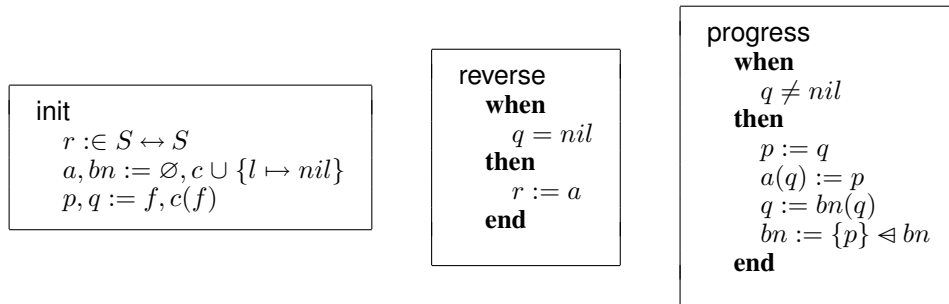 init
r :∈ S ↔ S
a, bn := ∅, c ∪ {l ↦ nil}
p, q := f, c(f)
reverse
when
q = nil
then
r := a
end
progress
when
q ≠ nil
then
p := q
a(q) := p
q := bn(q)
bn := {p} ⩤ bn
end